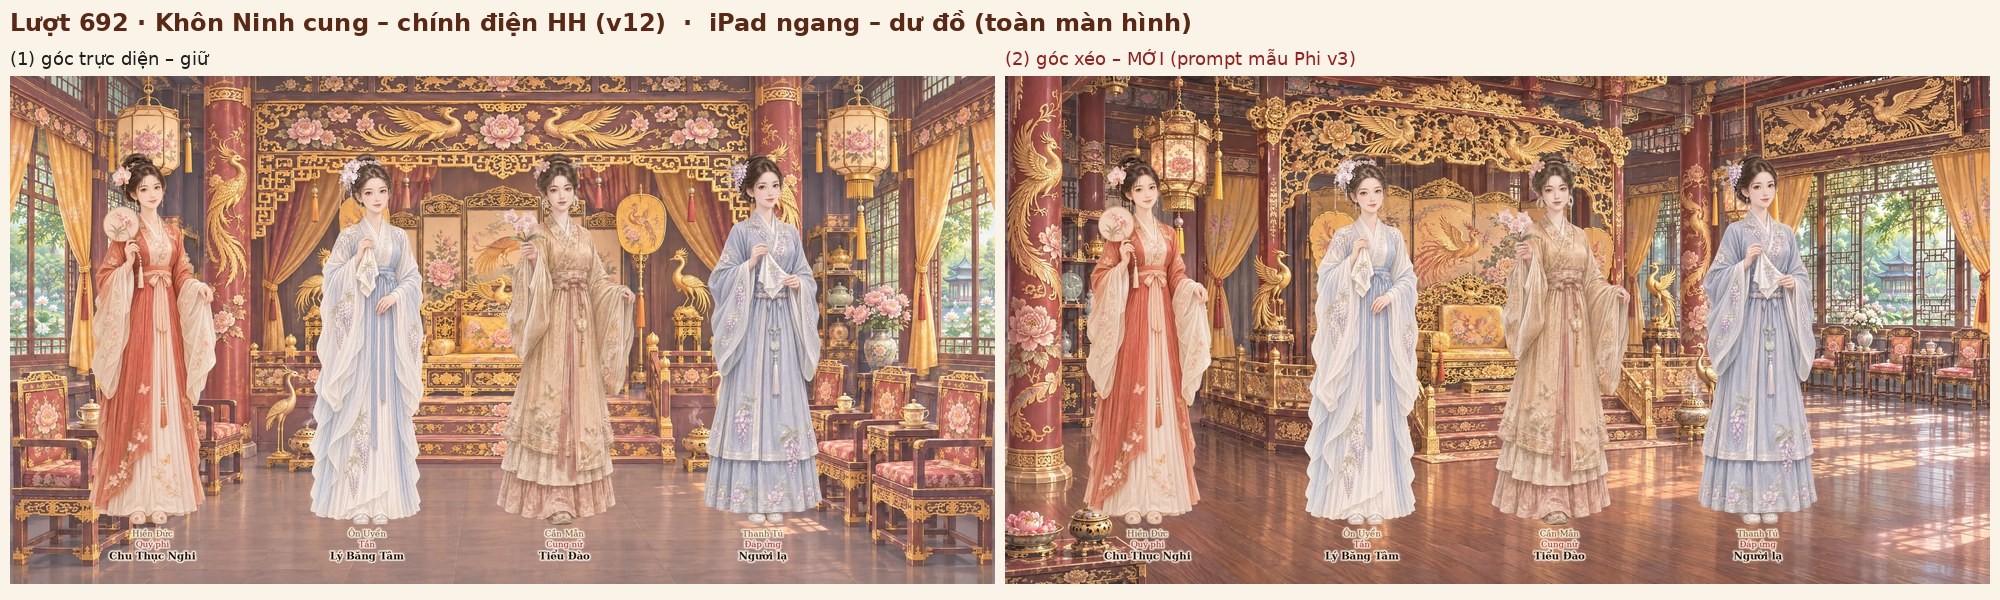 Lượt 692 · Khôn Ninh cung – chính điện HH (v12) · iPad ngang – dư đồ (toàn màn hình)
(1) góc trực diện – giữ
(2) góc xéo – MỚI (prompt mẫu Phi v3)
Hiền Đức
Quý phi
Chu Thục Nghi
Ôn Uyển
Tần
Lý Băng Tâm
Cần Mẫn
Cung nữ
Tiểu Đào
Thanh Tú
Đáp ứng
Người lạ
Hiền Đức
Quý phi
Chu Thục Nghi
Ôn Uyển
Tần
Lý Băng Tâm
Cần Mẫn
Cung nữ
Tiểu Đào
Thanh Tú
Đáp ứng
Người lạ